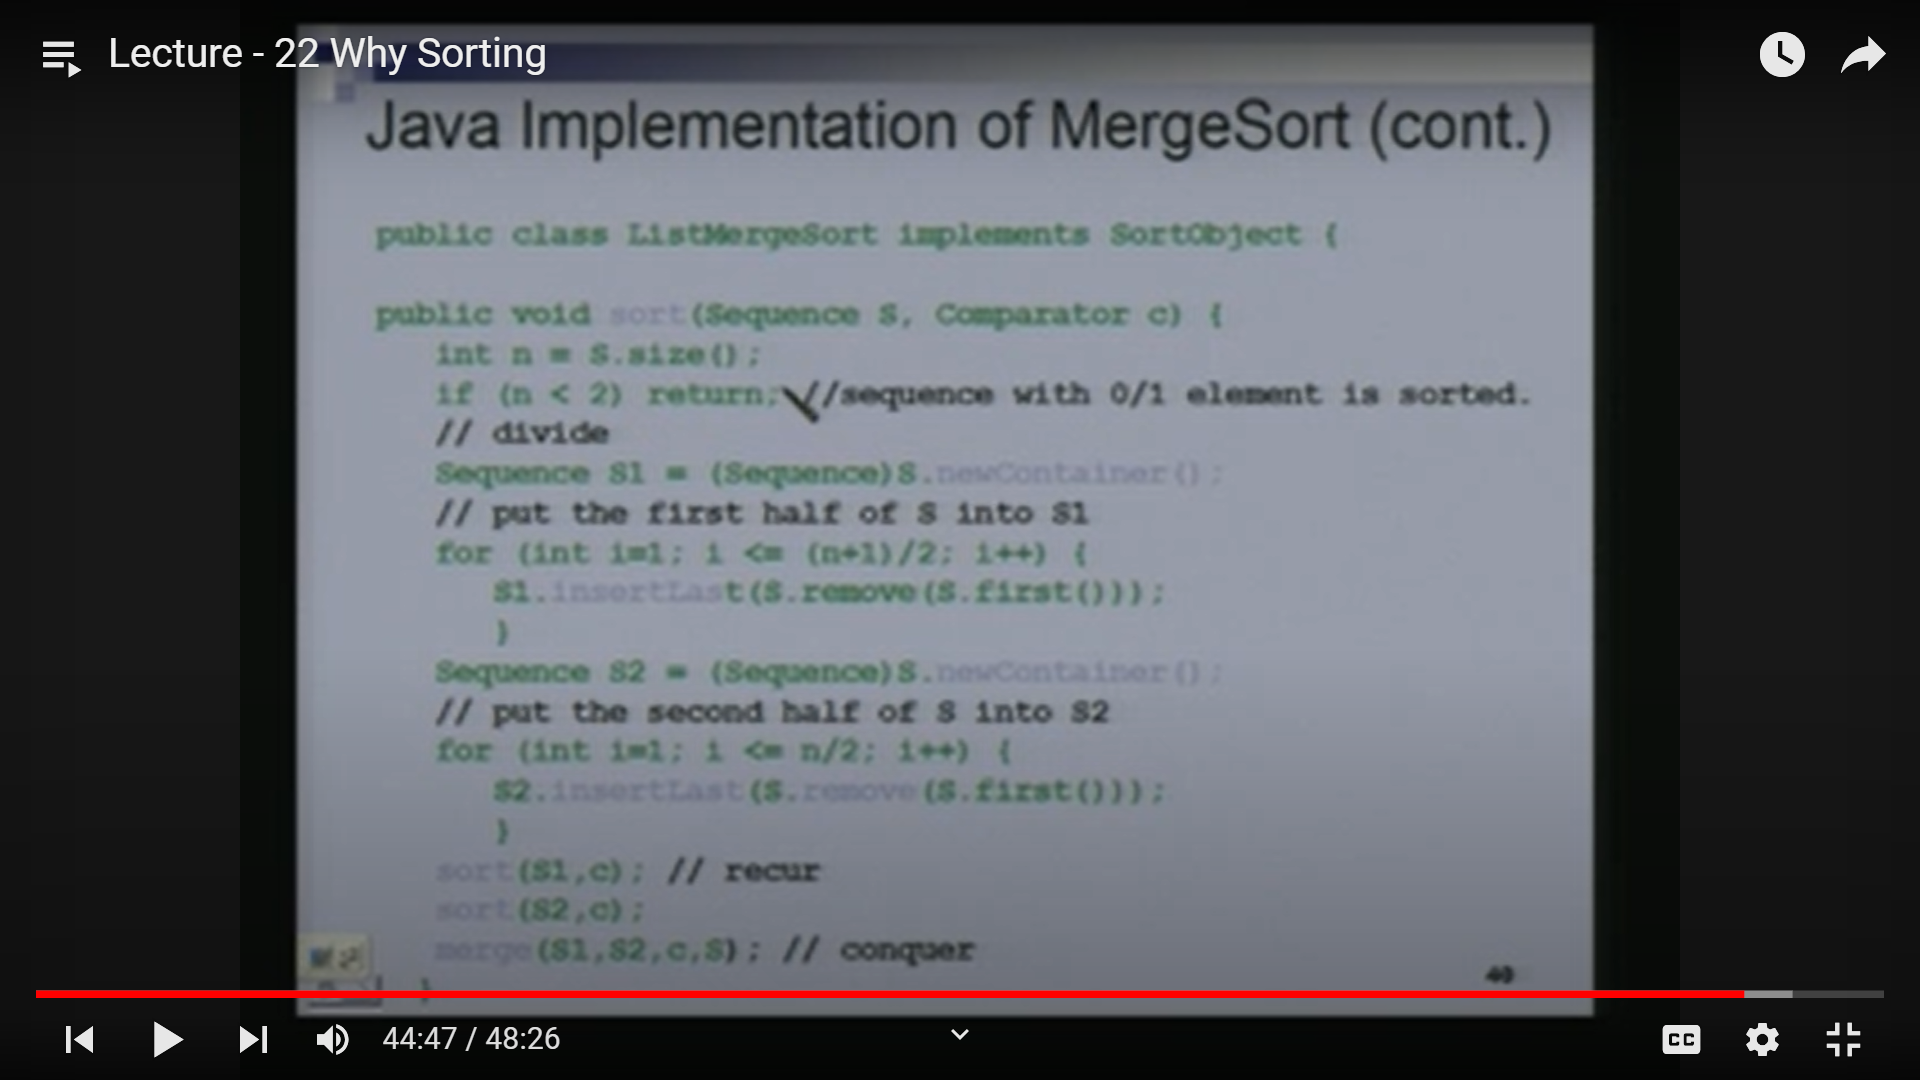 Lecture - 22 Why Sorting
Java Implementation of MergeSort (cont.)
public class ListMergeSort implements SortObject {
public void sort(Sequence S, Comparator c) {
int n = S.size();
if (n < 2) return; //sequence with 0/1 element is sorted.
// divide
Sequence S1 = (Sequence)S.newContainer();
// put the first half of S into S1
for (int i=1; i <= (n+1)/2; i++) {
S1.insertLast(S.remove(S.first()));
}
Sequence S2 = (Sequence)S.newContainer();
// put the second half of S into S2
for (int i=1; i <= n/2; i++) {
S2.insertLast(S.remove(S.first()));
}
sort(S1,c); // recur
sort(S2,c);
merge(S1,S2,c,S); // conquer
40
}
44:47 / 48:26
CC